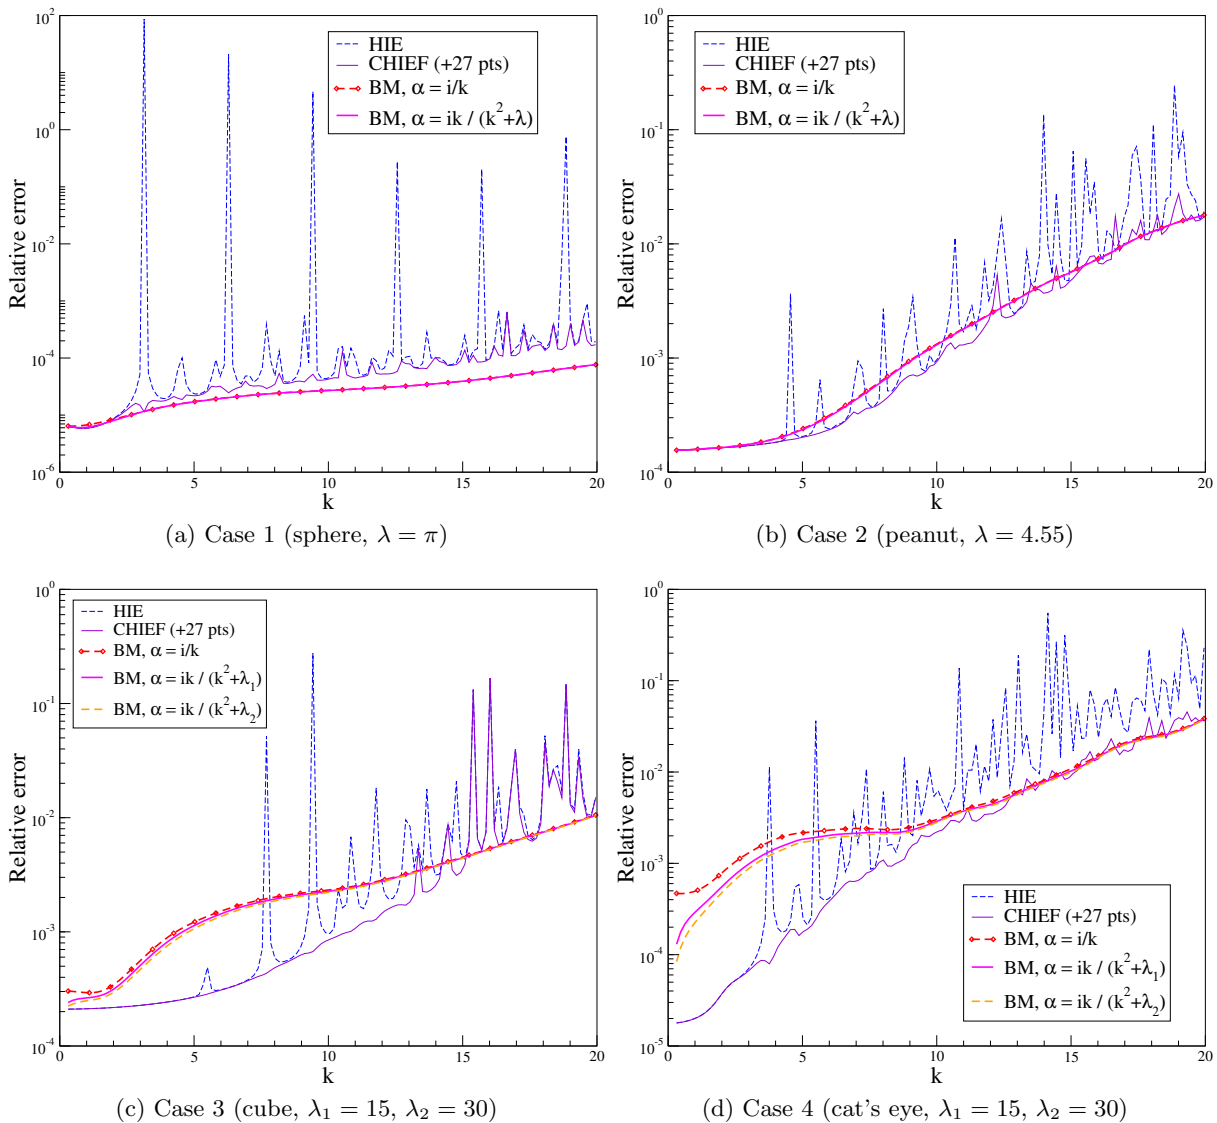 10^2
10^0
10^-2
10^-4
10^-6
Relative error
0 5 10 15 20
k
HIE
CHIEF (+27 pts)
BM, α = i/k
BM, α = ik / (k^2+λ)
(a) Case 1 (sphere, λ = π)
10^0
10^-1
10^-2
10^-3
10^-4
Relative error
0 5 10 15 20
k
HIE
CHIEF (+27 pts)
BM, α = i/k
BM, α = ik / (k^2+λ)
(b) Case 2 (peanut, λ = 4.55)
10^0
10^-1
10^-2
10^-3
10^-4
Relative error
0 5 10 15 20
k
HIE
CHIEF (+27 pts)
BM, α = i/k
BM, α = ik / (k^2+λ_1)
BM, α = ik / (k^2+λ_2)
(c) Case 3 (cube, λ_1 = 15, λ_2 = 30)
10^0
10^-1
10^-2
10^-3
10^-4
10^-5
Relative error
0 5 10 15 20
k
HIE
CHIEF (+27 pts)
BM, α = i/k
BM, α = ik / (k^2+λ_1)
BM, α = ik / (k^2+λ_2)
(d) Case 4 (cat's eye, λ_1 = 15, λ_2 = 30)